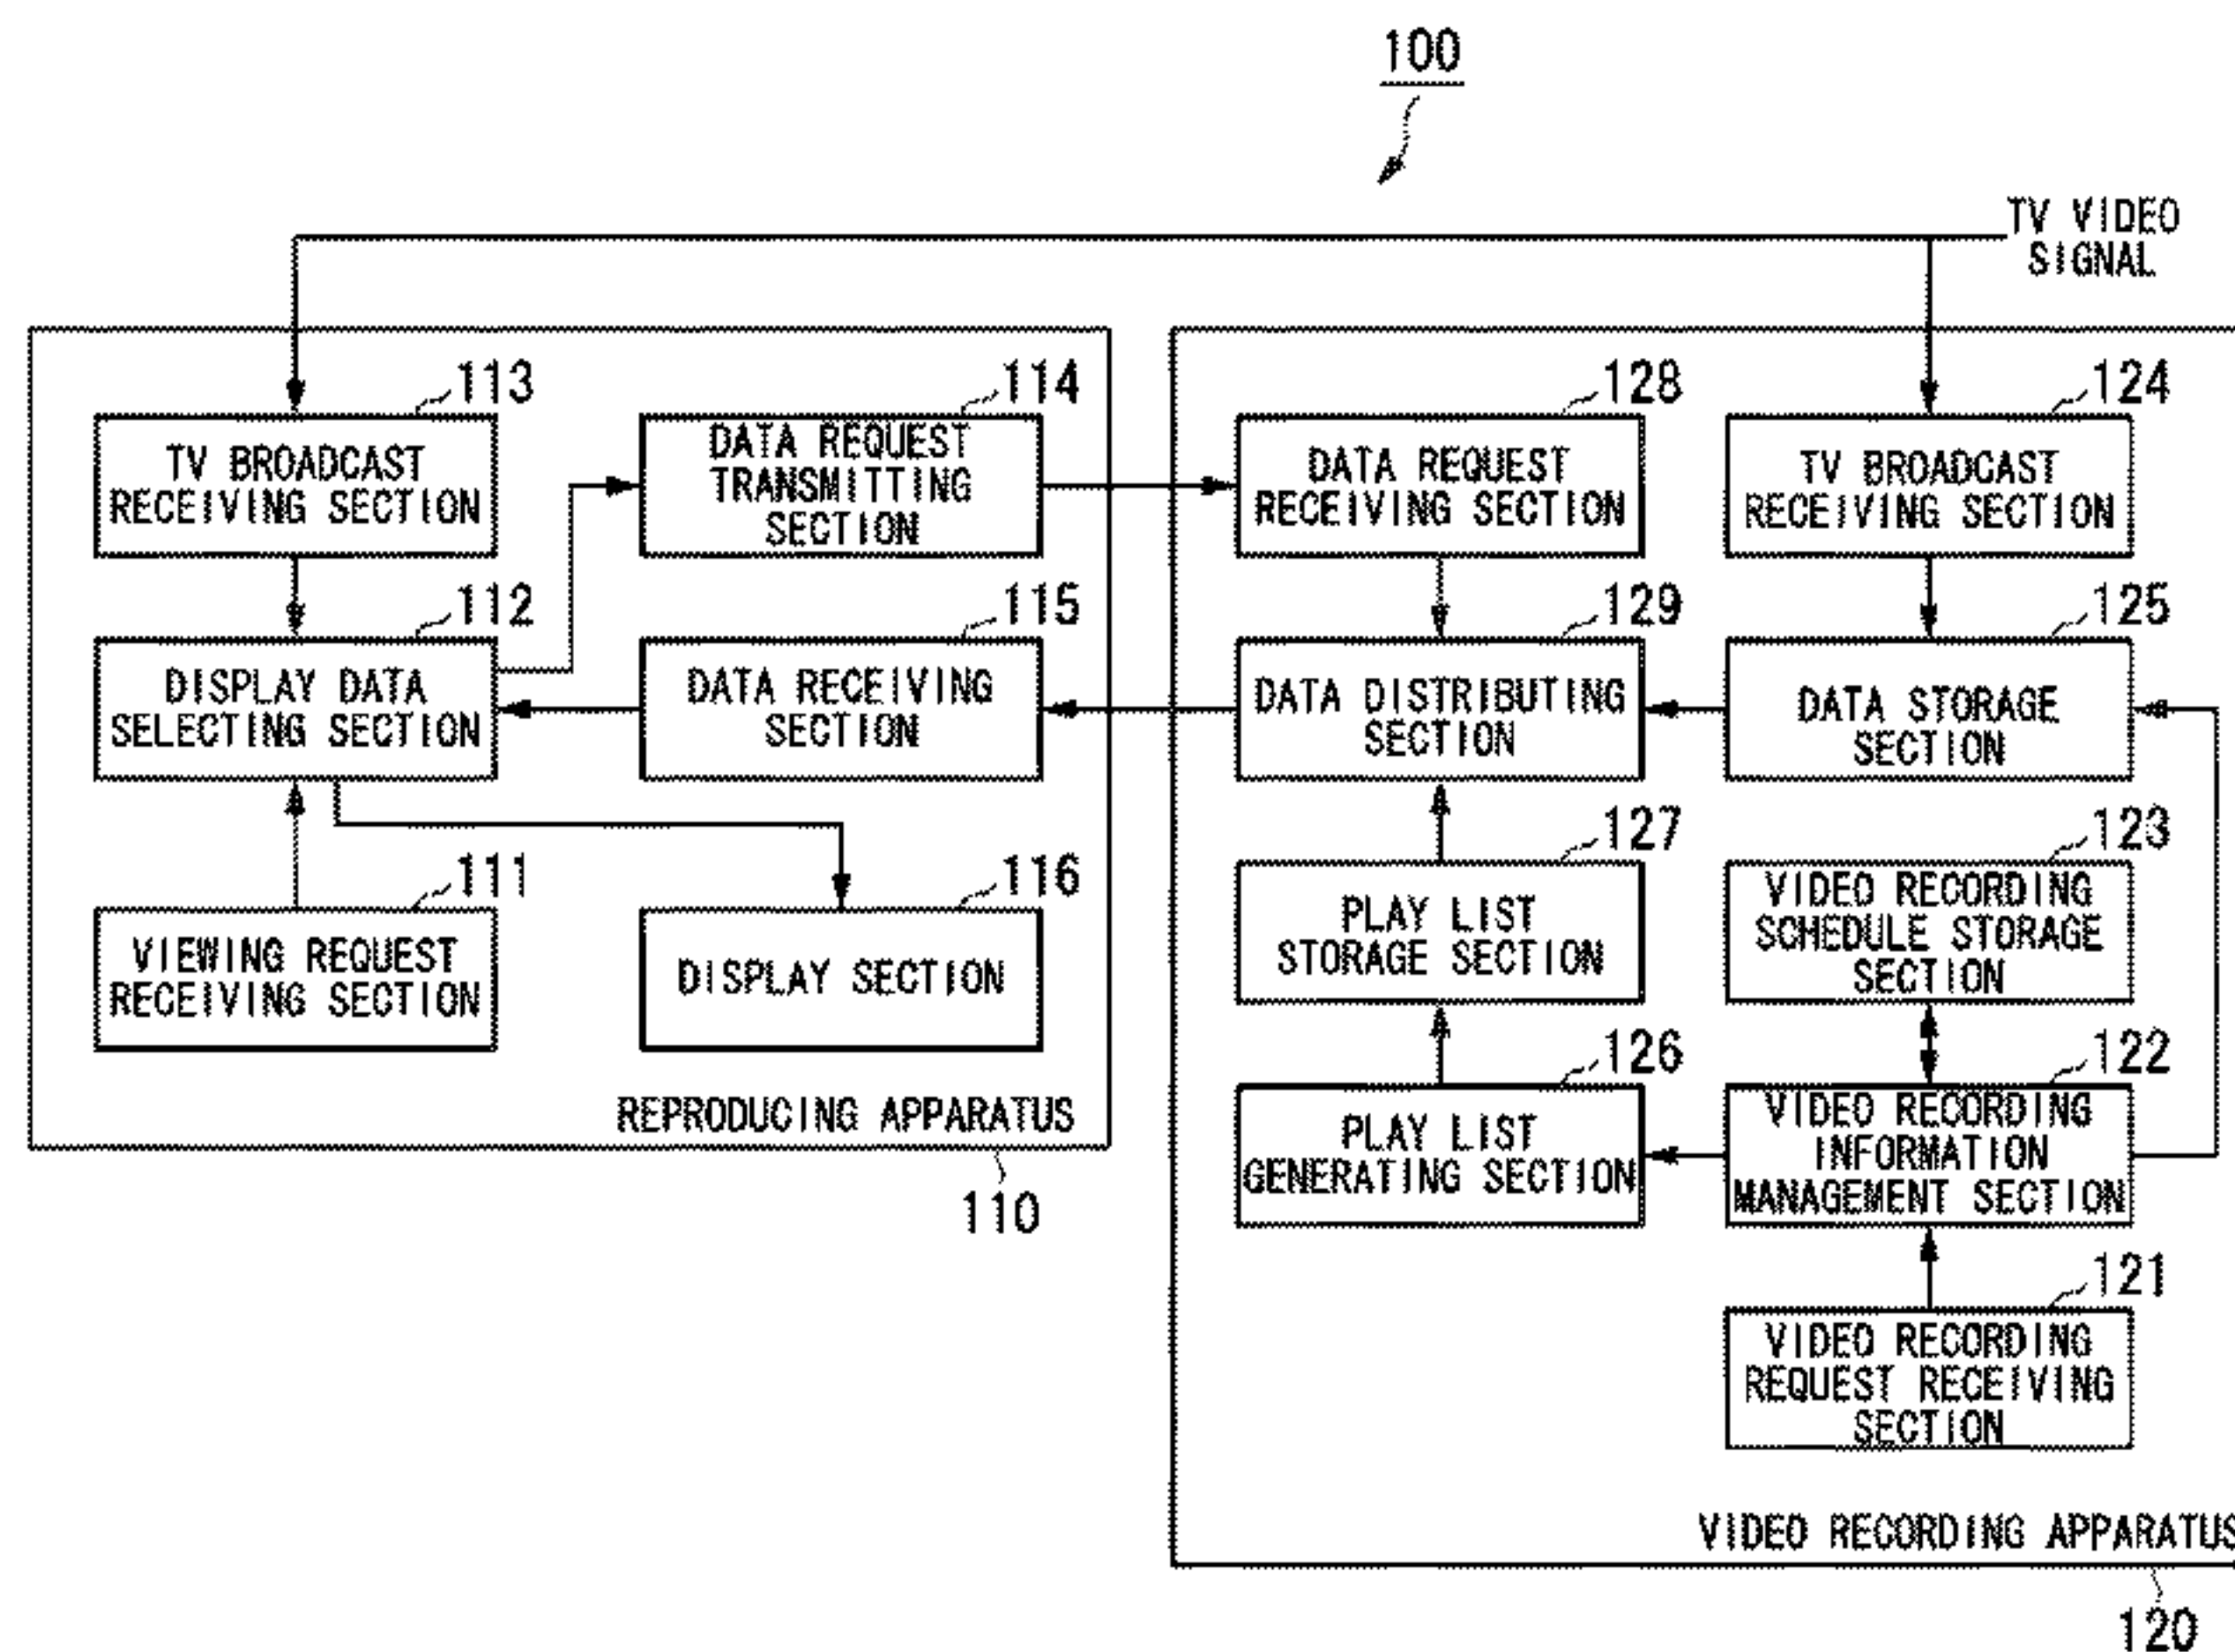 100
TV VIDEO
SIGNAL
113
TV BROADCAST
RECEIVING SECTION
114
DATA REQUEST
TRANSMITTING
SECTION
112
DISPLAY DATA
SELECTING SECTION
115
DATA RECEIVING
SECTION
111
VIEWING REQUEST
RECEIVING SECTION
116
DISPLAY SECTION
REPRODUCING APPARATUS
110
128
DATA REQUEST
RECEIVING SECTION
124
TV BROADCAST
RECEIVING SECTION
129
DATA DISTRIBUTING
SECTION
125
DATA STORAGE
SECTION
127
PLAY LIST
STORAGE SECTION
123
VIDEO RECORDING
SCHEDULE STORAGE
SECTION
126
PLAY LIST
GENERATING SECTION
122
VIDEO RECORDING
INFORMATION
MANAGEMENT SECTION
121
VIDEO RECORDING
REQUEST RECEIVING
SECTION
VIDEO RECORDING APPARATUS
120